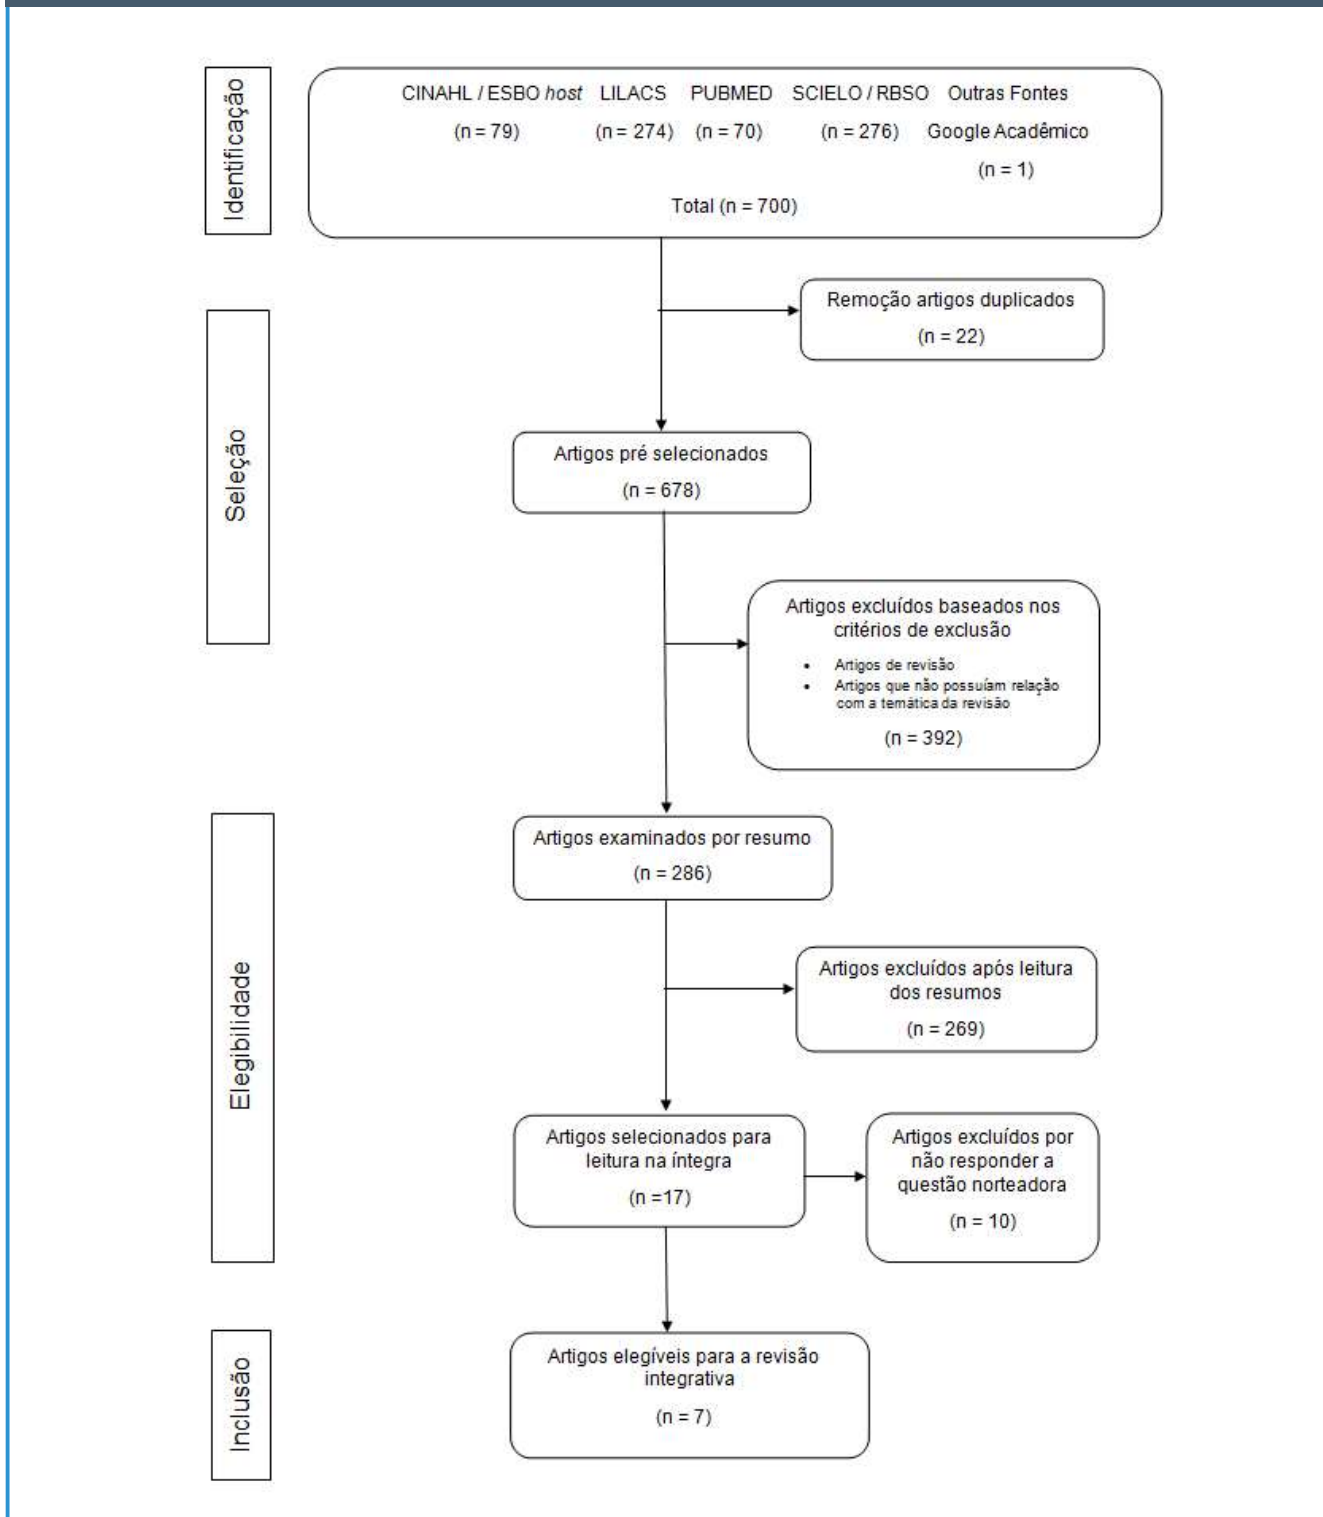 Identificação
CINAHL / ESBO host LILACS PUBMED SCIELO / RBSO Outras Fontes
(n = 79) (n = 274) (n = 70) (n = 276) Google Acadêmico
(n = 1)
Total (n = 700)
Seleção
Remoção artigos duplicados
(n = 22)
Artigos pré selecionados
(n = 678)
Artigos excluídos baseados nos
critérios de exclusão
• Artigos de revisão
• Artigos que não possuíam relação
com a temática da revisão
(n = 392)
Elegibilidade
Artigos examinados por resumo
(n = 286)
Artigos excluídos após leitura
dos resumos
(n = 269)
Artigos selecionados para
leitura na íntegra
(n =17)
Artigos excluídos por
não responder a
questão norteadora
(n = 10)
Inclusão
Artigos elegíveis para a revisão
integrativa
(n = 7)